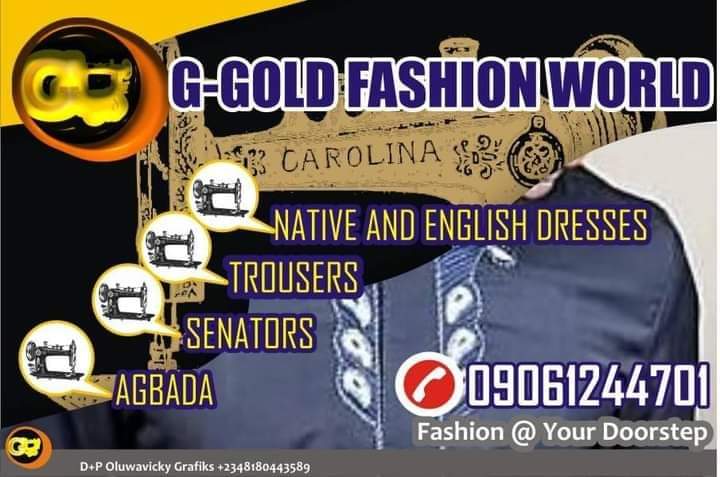 G-GOLD FASHION WORLD
CAROLINA
NATIVE AND ENGLISH DRESSES
TROUSERS
SENATORS
AGBADA
09061244701
Fashion @ Your Doorstep
D+P Oluwavicky Grafiks +2348180443589